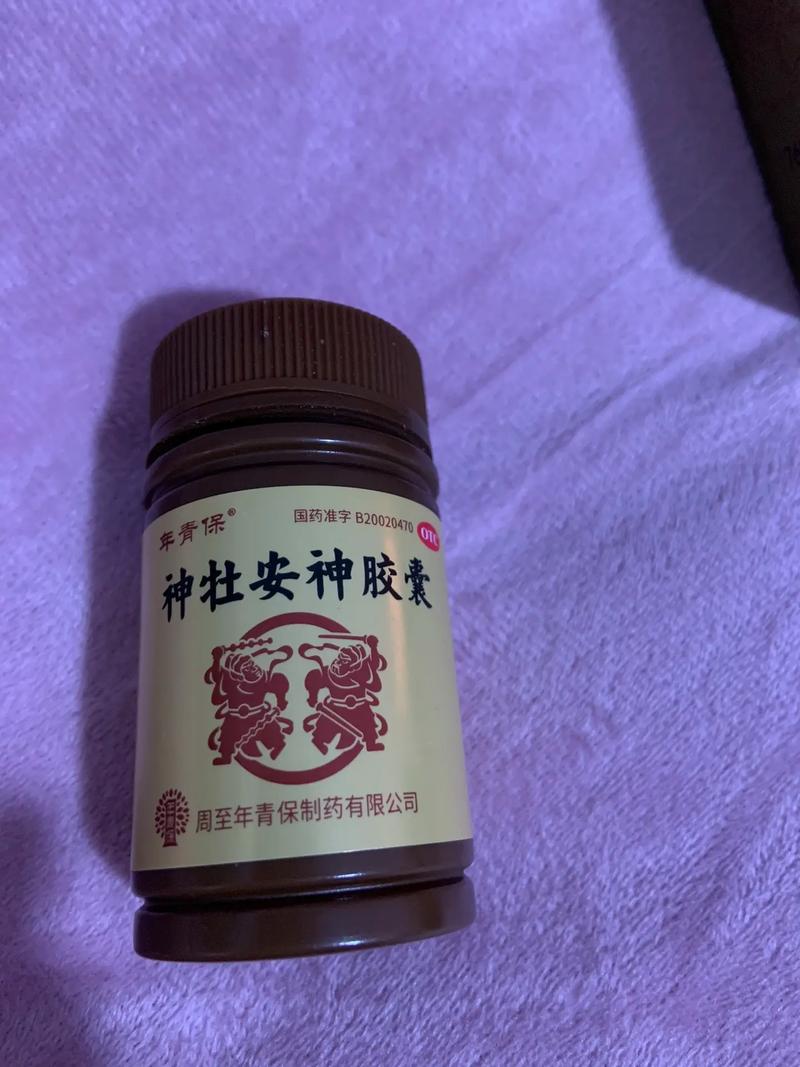 年青保®
国药准字 B20020470
OTC
神牡安神胶囊
周至年青保制药有限公司